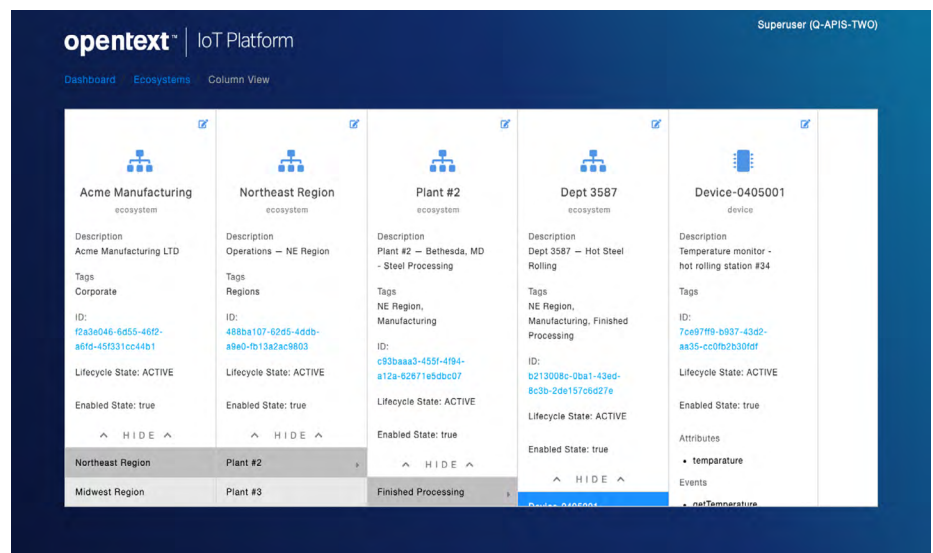 Superuser (Q-APIS-TWO)
opentext™ | IoT Platform
Dashboard Ecosystems Column View
Acme Manufacturing
ecosystem
Description
Acme Manufacturing LTD
Tags
Corporate
ID:
f2a3e046-6d55-46f2-
a6fd-45f331cc44b1
Lifecycle State: ACTIVE
Enabled State: true
HIDE
Northeast Region
Midwest Region
Northeast Region
ecosystem
Description
Operations — NE Region
Tags
Regions
ID:
488ba107-62d5-4ddb-
a9e0-fb13a2ac9803
Lifecycle State: ACTIVE
Enabled State: true
HIDE
Plant #2
Plant #3
Plant #2
ecosystem
Description
Plant #2 — Bethesda, MD
- Steel Processing
Tags
NE Region,
Manufacturing
ID:
c93baaa3-455f-4f94-
a12a-62671e5dbc07
Lifecycle State: ACTIVE
Enabled State: true
HIDE
Finished Processing
Dept 3587
ecosystem
Description
Dept 3587 — Hot Steel
Rolling
Tags
NE Region,
Manufacturing, Finished
Processing
ID:
b213008c-0ba1-43ed-
8c3b-2de157c6d27e
Lifecycle State: ACTIVE
Enabled State: true
HIDE
Device-0405001
Device-0405001
device
Description
Temperature monitor -
hot rolling station #34
Tags
ID:
7ce97ff9-b937-43d2-
aa35-cc0fb2b30fdf
Lifecycle State: ACTIVE
Enabled State: true
Attributes
• temparature
Events
• getTemperature